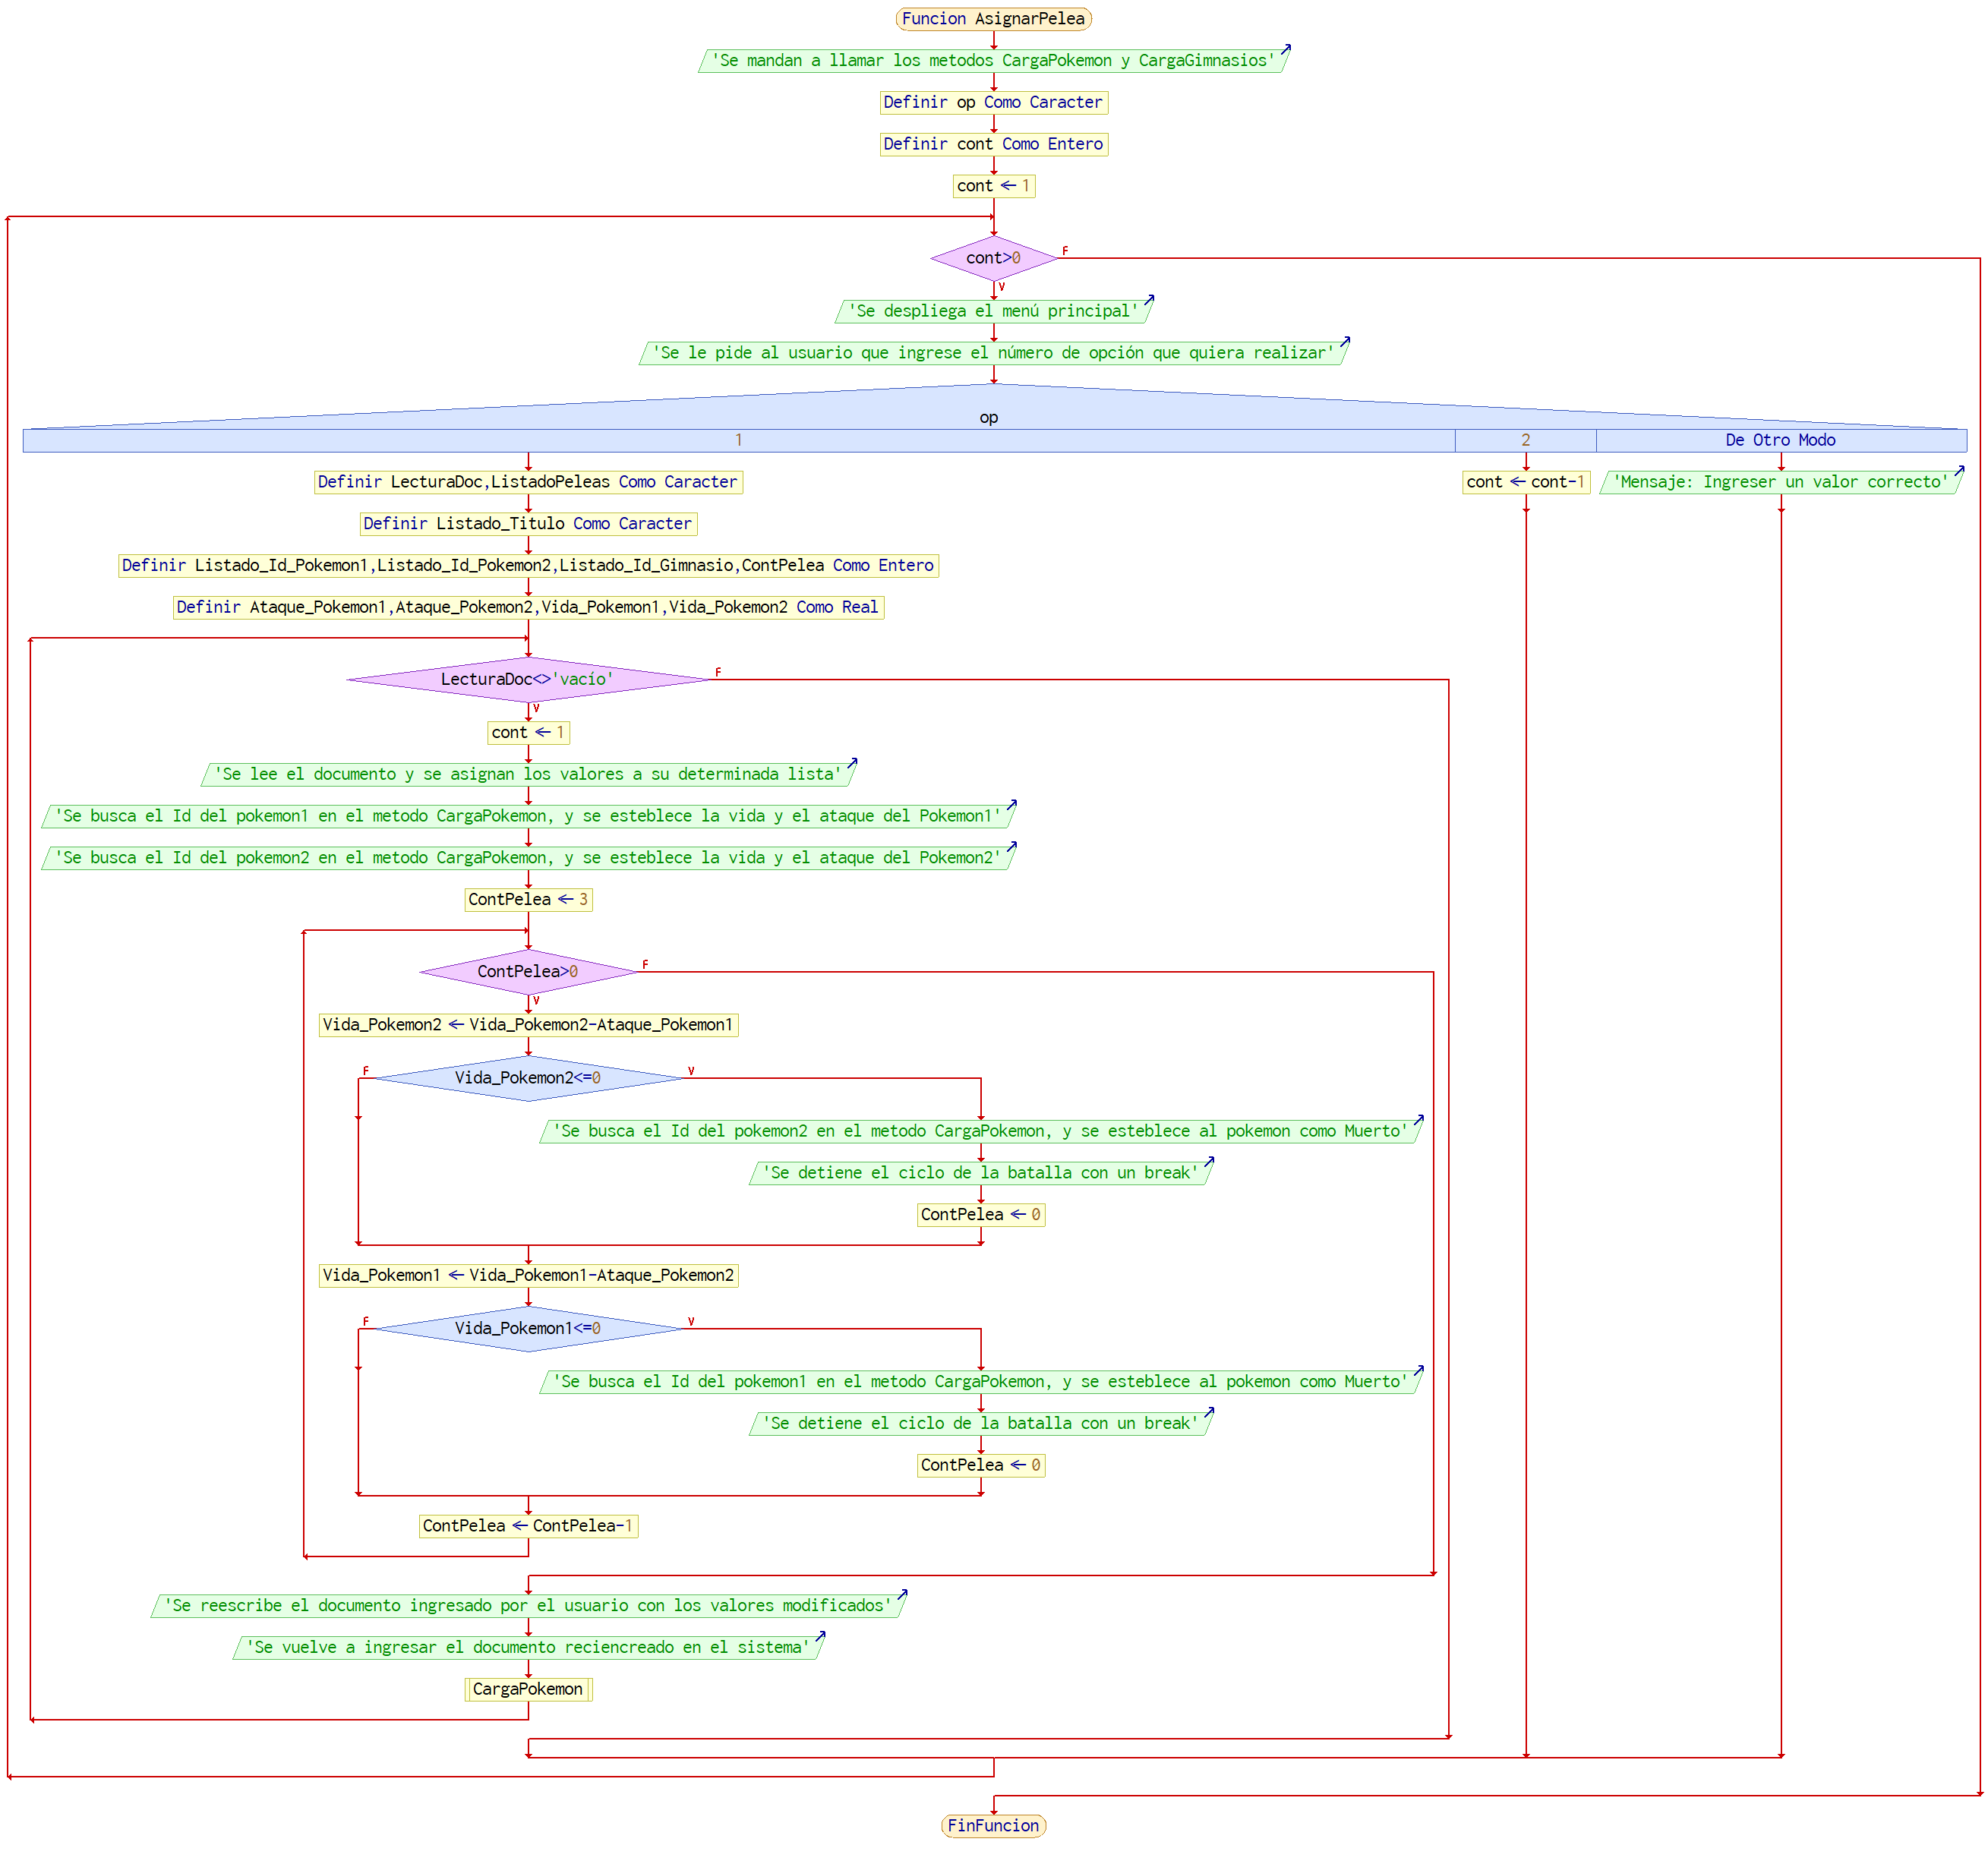 Funcion AsignarPelea
'Se mandan a llamar los metodos CargaPokemon y CargaGimnasios'
Definir op Como Caracter
Definir cont Como Entero
cont ← 1
cont>0
F
V
'Se despliega el menú principal'
'Se le pide al usuario que ingrese el número de opción que quiera realizar'
op
1
2
De Otro Modo
Definir LecturaDoc,ListadoPeleas Como Caracter
cont ← cont-1
'Mensaje: Ingreser un valor correcto'
Definir Listado_Titulo Como Caracter
Definir Listado_Id_Pokemon1,Listado_Id_Pokemon2,Listado_Id_Gimnasio,ContPelea Como Entero
Definir Ataque_Pokemon1,Ataque_Pokemon2,Vida_Pokemon1,Vida_Pokemon2 Como Real
LecturaDoc<>'vacío'
F
V
cont ← 1
'Se lee el documento y se asignan los valores a su determinada lista'
'Se busca el Id del pokemon1 en el metodo CargaPokemon, y se esteblece la vida y el ataque del Pokemon1'
'Se busca el Id del pokemon2 en el metodo CargaPokemon, y se esteblece la vida y el ataque del Pokemon2'
ContPelea ← 3
ContPelea>0
F
V
Vida_Pokemon2 ← Vida_Pokemon2-Ataque_Pokemon1
F
Vida_Pokemon2<=0
V
'Se busca el Id del pokemon2 en el metodo CargaPokemon, y se esteblece al pokemon como Muerto'
'Se detiene el ciclo de la batalla con un break'
ContPelea ← 0
Vida_Pokemon1 ← Vida_Pokemon1-Ataque_Pokemon2
F
Vida_Pokemon1<=0
V
'Se busca el Id del pokemon1 en el metodo CargaPokemon, y se esteblece al pokemon como Muerto'
'Se detiene el ciclo de la batalla con un break'
ContPelea ← 0
ContPelea ← ContPelea-1
'Se reescribe el documento ingresado por el usuario con los valores modificados'
'Se vuelve a ingresar el documento reciencreado en el sistema'
CargaPokemon
FinFuncion